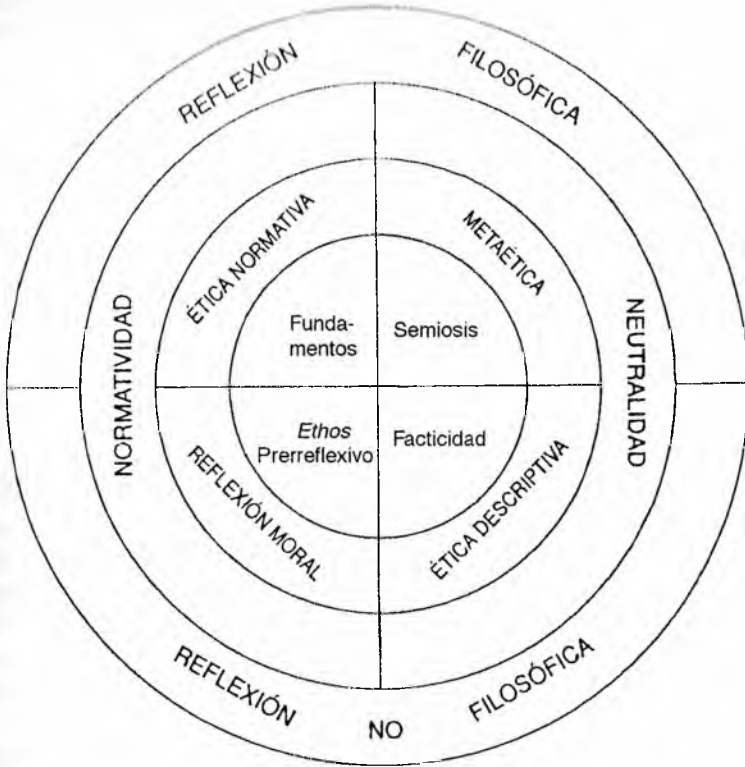 REFLEXIÓN FILOSÓFICA
ÉTICA NORMATIVA
METAÉTICA
NORMATIVIDAD
NEUTRALIDAD
Funda-
mentos
Semiosis
Ethos
Prerreflexivo
Facticidad
REFLEXIÓN MORAL
ÉTICA DESCRIPTIVA
REFLEXIÓN NO FILOSÓFICA